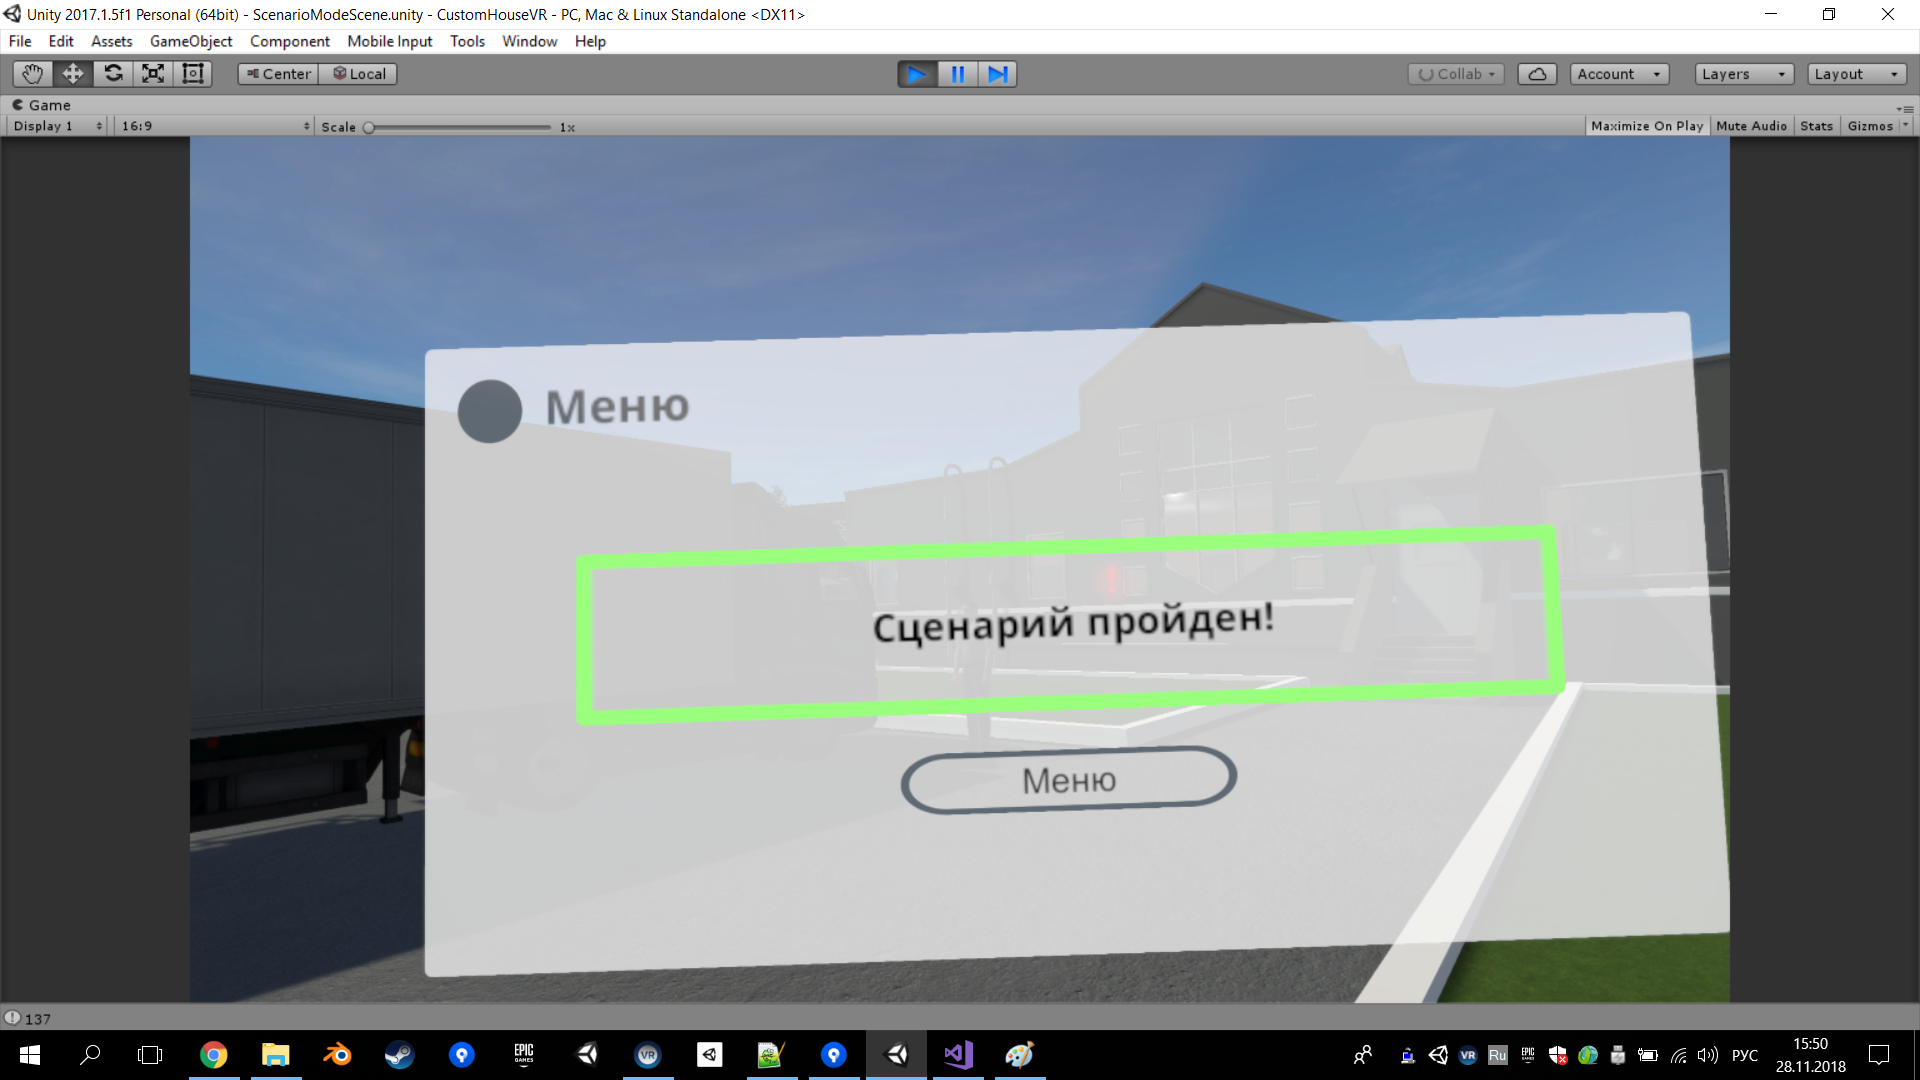 Unity 2017.1.5f1 Personal (64bit) - ScenarioModeScene.unity - CustomHouseVR - PC, Mac & Linux Standalone <DX11>
File Edit Assets GameObject Component Mobile Input Tools Window Help
Center Local Collab Account Layers Layout
Game
Display 1 16:9 Scale 1x Maximize On Play Mute Audio Stats Gizmos
Меню
Сценарий пройден!
Меню
137
EPIC GAMES VR VR Ru EPIC GAMES РУС 15:50
28.11.2018